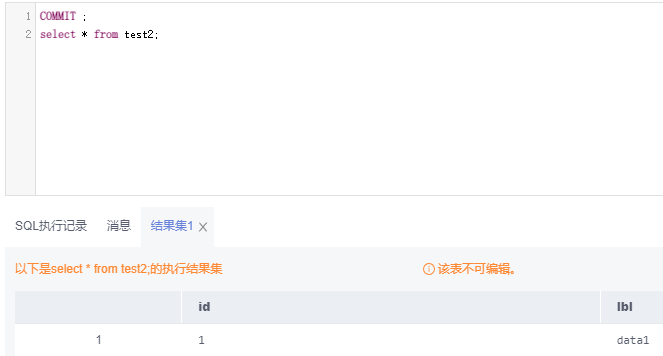 1 COMMIT ;
2 select * from test2;
SQL执行记录 消息 结果集1
以下是select * from test2;的执行结果集 该表不可编辑。
id lbl
1 1 data1